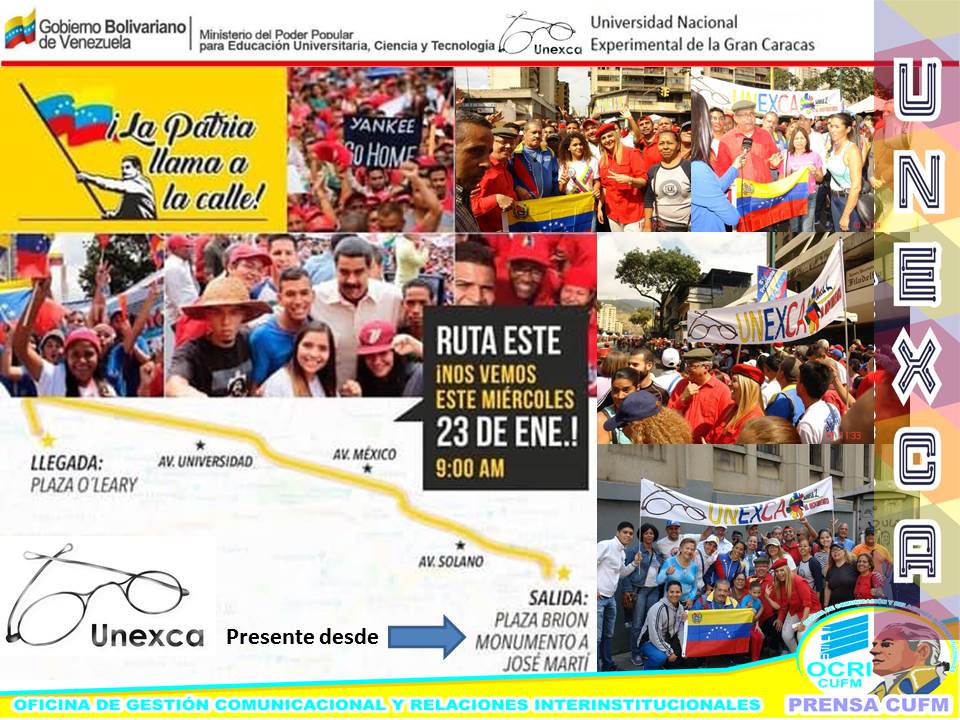 Gobierno Bolivariano
de Venezuela
Ministerio del Poder Popular
para Educación Universitaria, Ciencia y Tecnología
Unexca
Universidad Nacional
Experimental de la Gran Caracas
¡La Patria
llama a
la calle!
YANKEE
GO HOME
UNEXCA
UNEXCA
UNEXCA
UNEXCA
RUTA ESTE
¡NOS VEMOS
ESTE MIÉRCOLES
23 DE ENE.!
9:00 AM
LLEGADA:
PLAZA O´LEARY
AV. UNIVERSIDAD
AV. MÉXICO
AV. SOLANO
SALIDA:
PLAZA BRION
MONUMENTO A
JOSÉ MARTÍ
Unexca
Presente desde
OCRI
CUFM
OFICINA DE GESTIÓN COMUNICACIONAL Y RELACIONES INTERINSTITUCIONALES
PRENSA CUFM